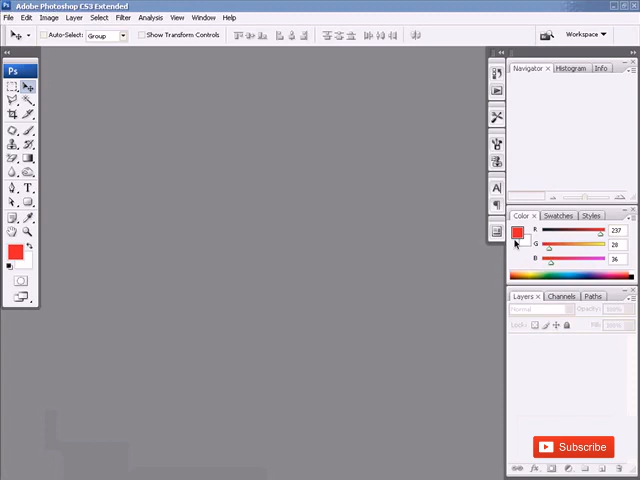 Adobe Photoshop CS3 Extended
File Edit Image Layer Select Filter Analysis View Window Help
Auto-Select: Group Show Transform Controls Workspace
Ps
Navigator Histogram Info
Color Swatches Styles
R 237
G 28
B 36
Layers Channels Paths
Normal Opacity: 100%
Lock: Fill: 100%
Subscribe